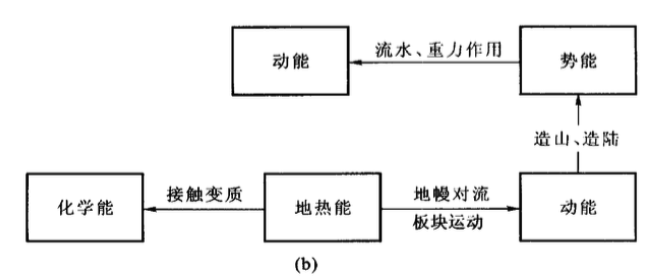 动能
流水、重力作用
势能
造山、造陆
化学能
接触变质
地热能
地幔对流
板块运动
动能
(b)